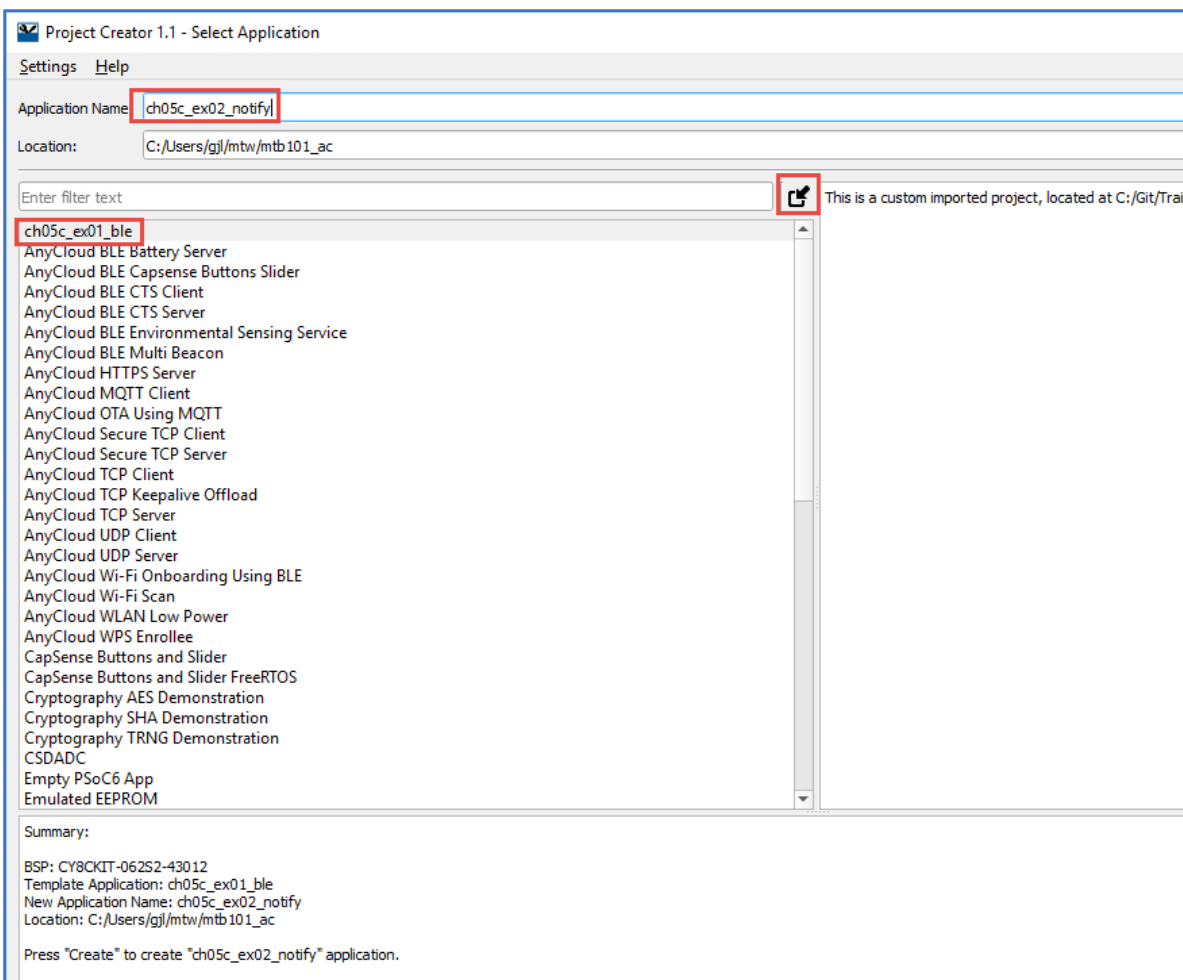 Project Creator 1.1 - Select Application
Settings Help
Application Name ch05c_ex02_notify
Location: C:/Users/gjl/mtw/mtb101_ac
Enter filter text
This is a custom imported project, located at C:/Git/Trai
ch05c_ex01_ble
AnyCloud BLE Battery Server
AnyCloud BLE Capsense Buttons Slider
AnyCloud BLE CTS Client
AnyCloud BLE CTS Server
AnyCloud BLE Environmental Sensing Service
AnyCloud BLE Multi Beacon
AnyCloud HTTPS Server
AnyCloud MQTT Client
AnyCloud OTA Using MQTT
AnyCloud Secure TCP Client
AnyCloud Secure TCP Server
AnyCloud TCP Client
AnyCloud TCP Keepalive Offload
AnyCloud TCP Server
AnyCloud UDP Client
AnyCloud UDP Server
AnyCloud Wi-Fi Onboarding Using BLE
AnyCloud Wi-Fi Scan
AnyCloud WLAN Low Power
AnyCloud WPS Enrollee
CapSense Buttons and Slider
CapSense Buttons and Slider FreeRTOS
Cryptography AES Demonstration
Cryptography SHA Demonstration
Cryptography TRNG Demonstration
CSDADC
Empty PSoC6 App
Emulated EEPROM
Summary:
BSP: CY8CKIT-062S2-43012
Template Application: ch05c_ex01_ble
New Application Name: ch05c_ex02_notify
Location: C:/Users/gjl/mtw/mtb101_ac
Press "Create" to create "ch05c_ex02_notify" application.